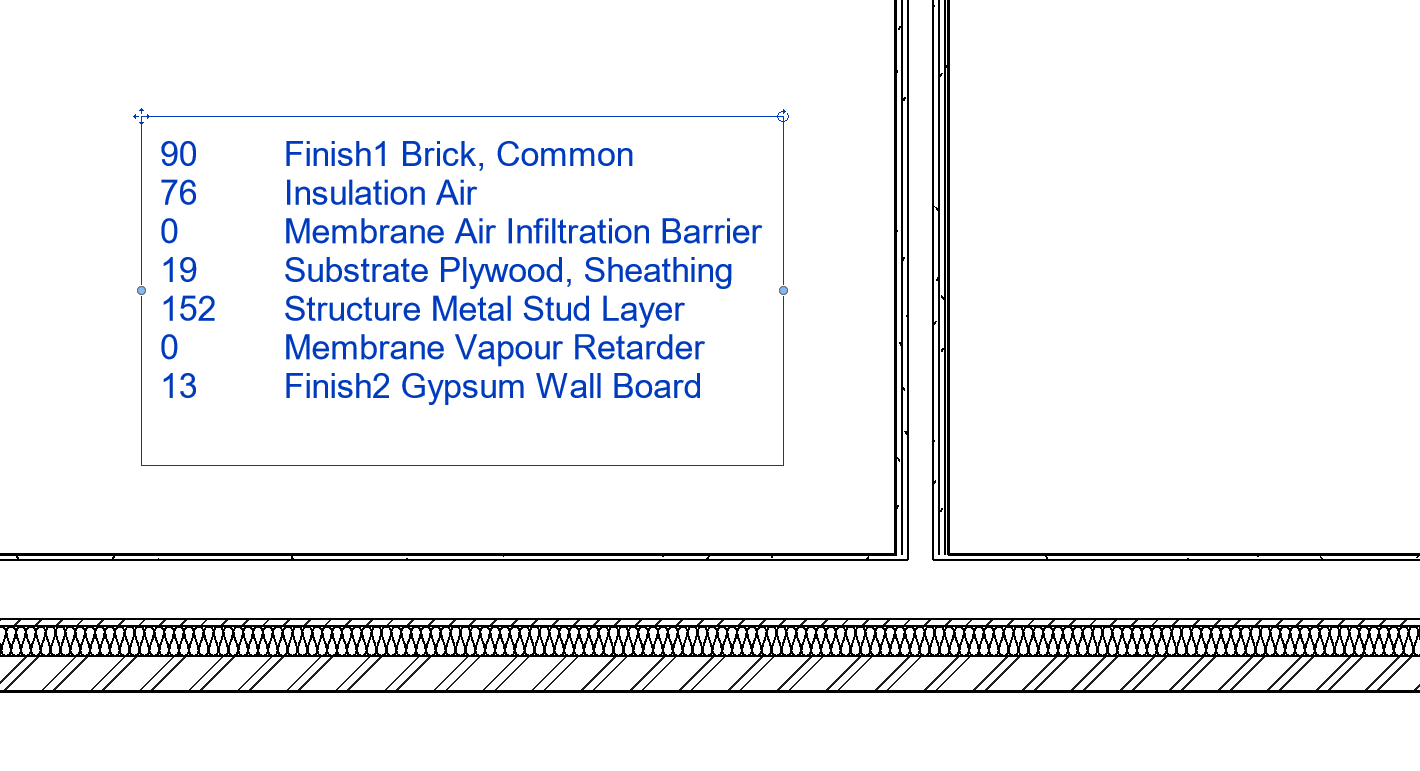 90 Finish1 Brick, Common
76 Insulation Air
0 Membrane Air Infiltration Barrier
19 Substrate Plywood, Sheathing
152 Structure Metal Stud Layer
0 Membrane Vapour Retarder
13 Finish2 Gypsum Wall Board